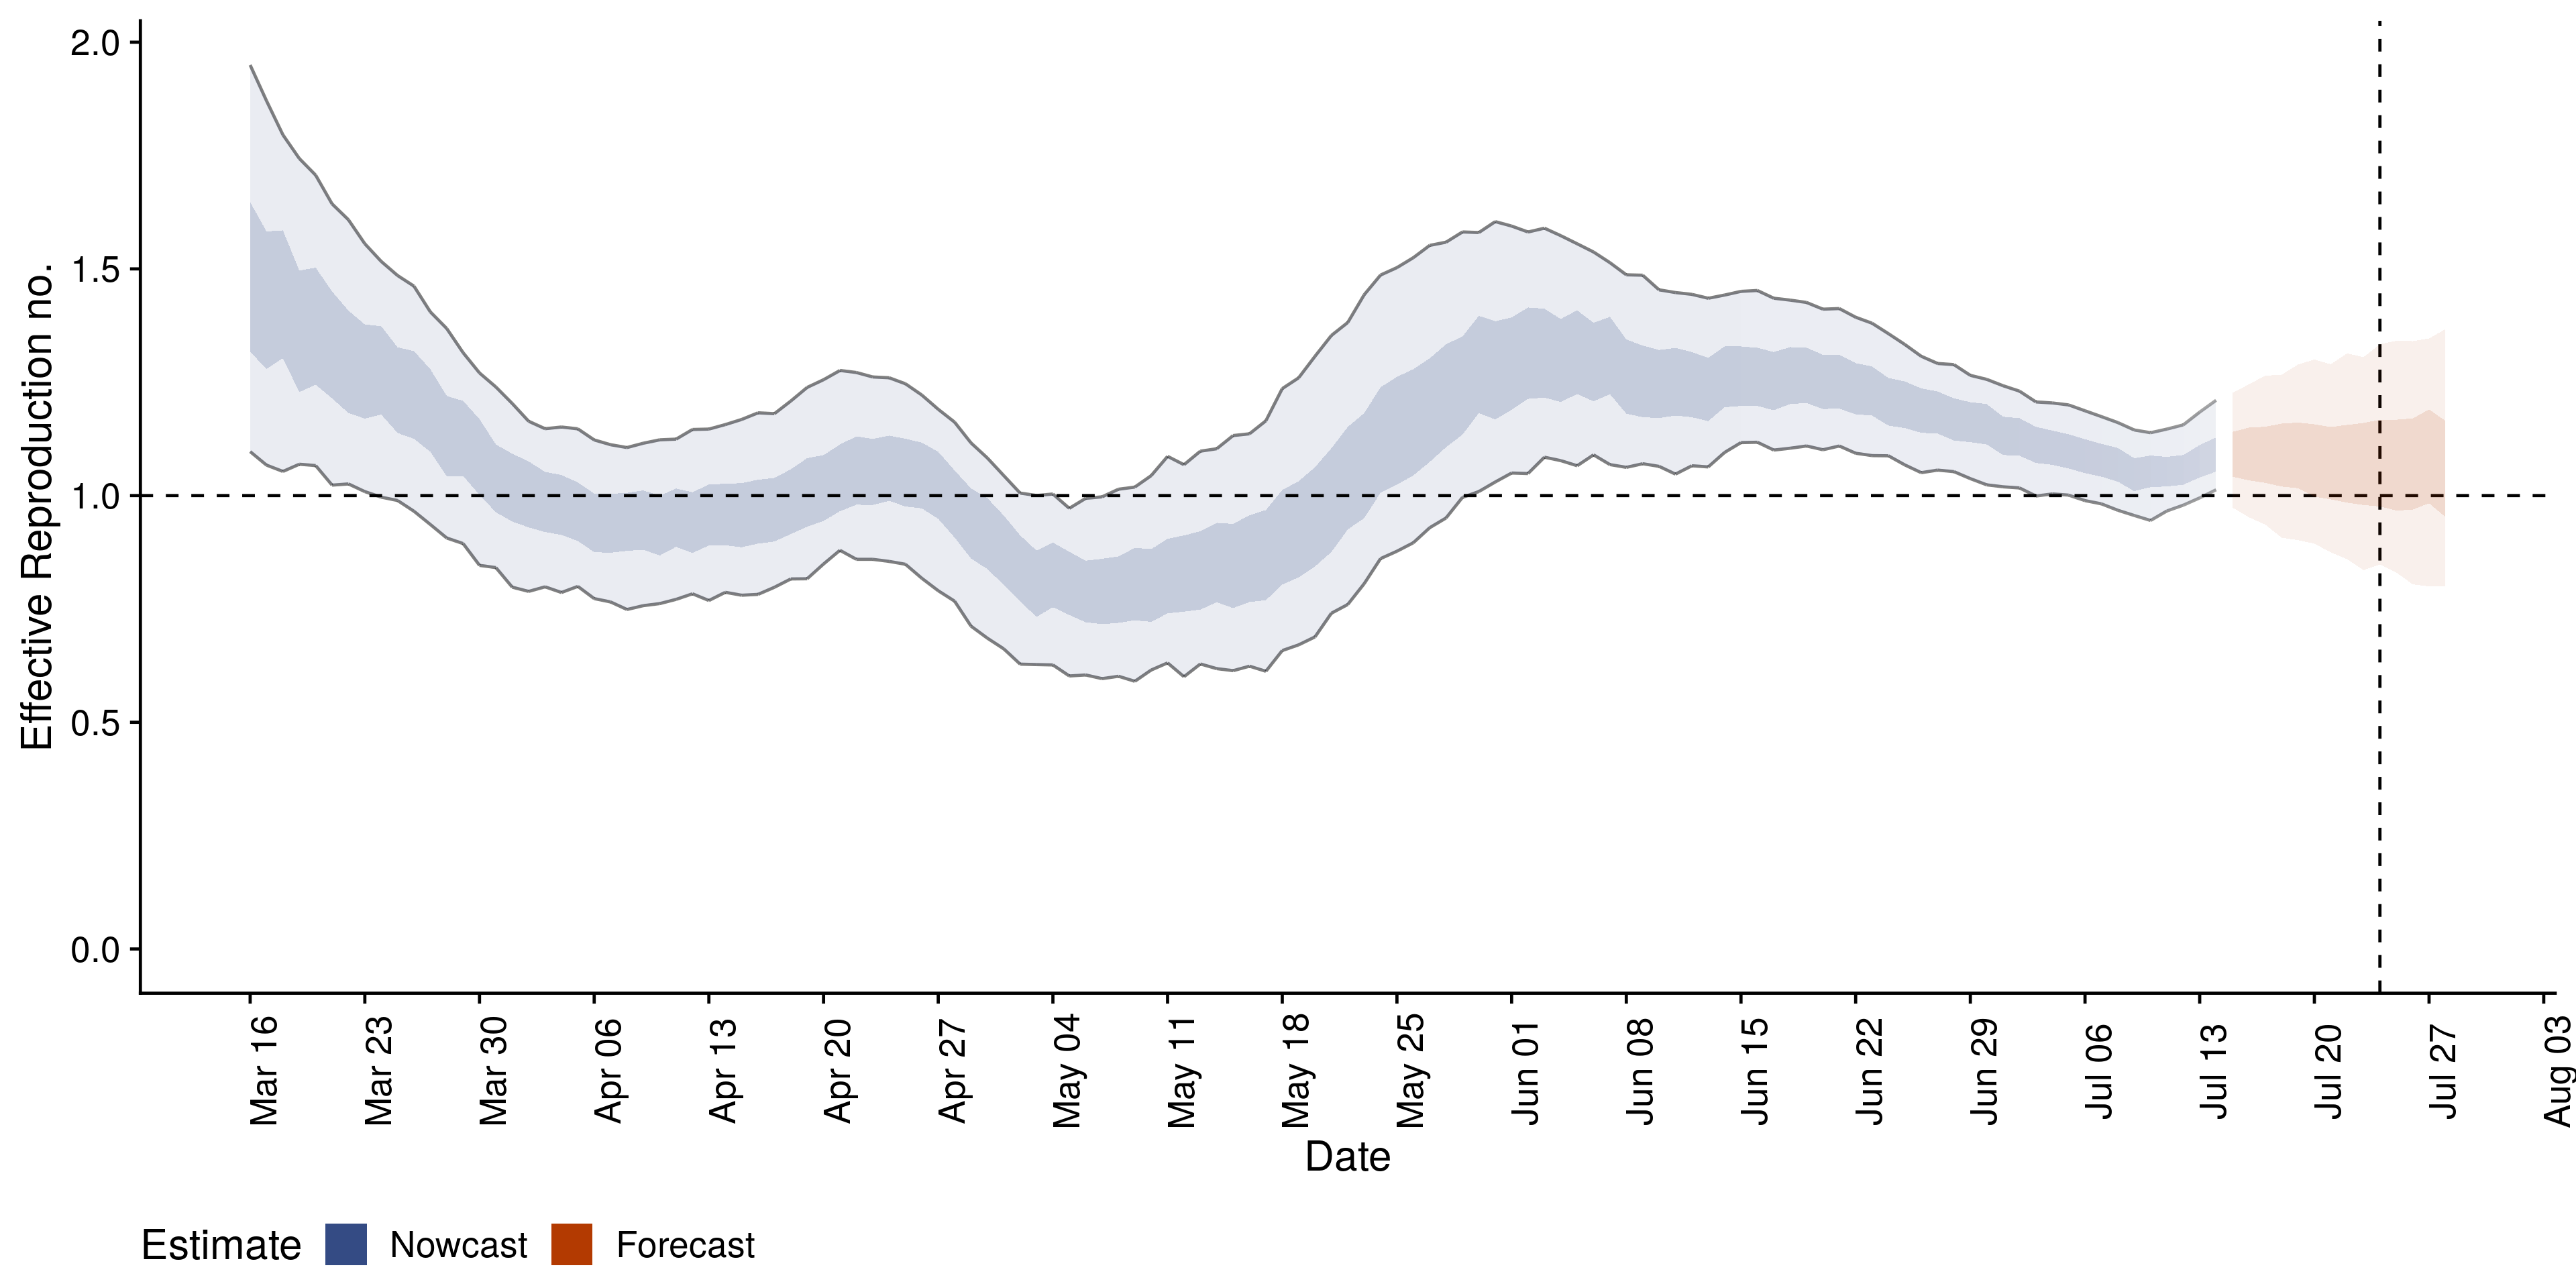 Effective Reproduction no.
2.0
1.5
1.0
0.5
0.0
Mar 16
Mar 23
Mar 30
Apr 06
Apr 13
Apr 20
Apr 27
May 04
May 11
May 18
May 25
Jun 01
Jun 08
Jun 15
Jun 22
Jun 29
Jul 06
Jul 13
Jul 20
Jul 27
Aug 03
Date
Estimate Nowcast Forecast